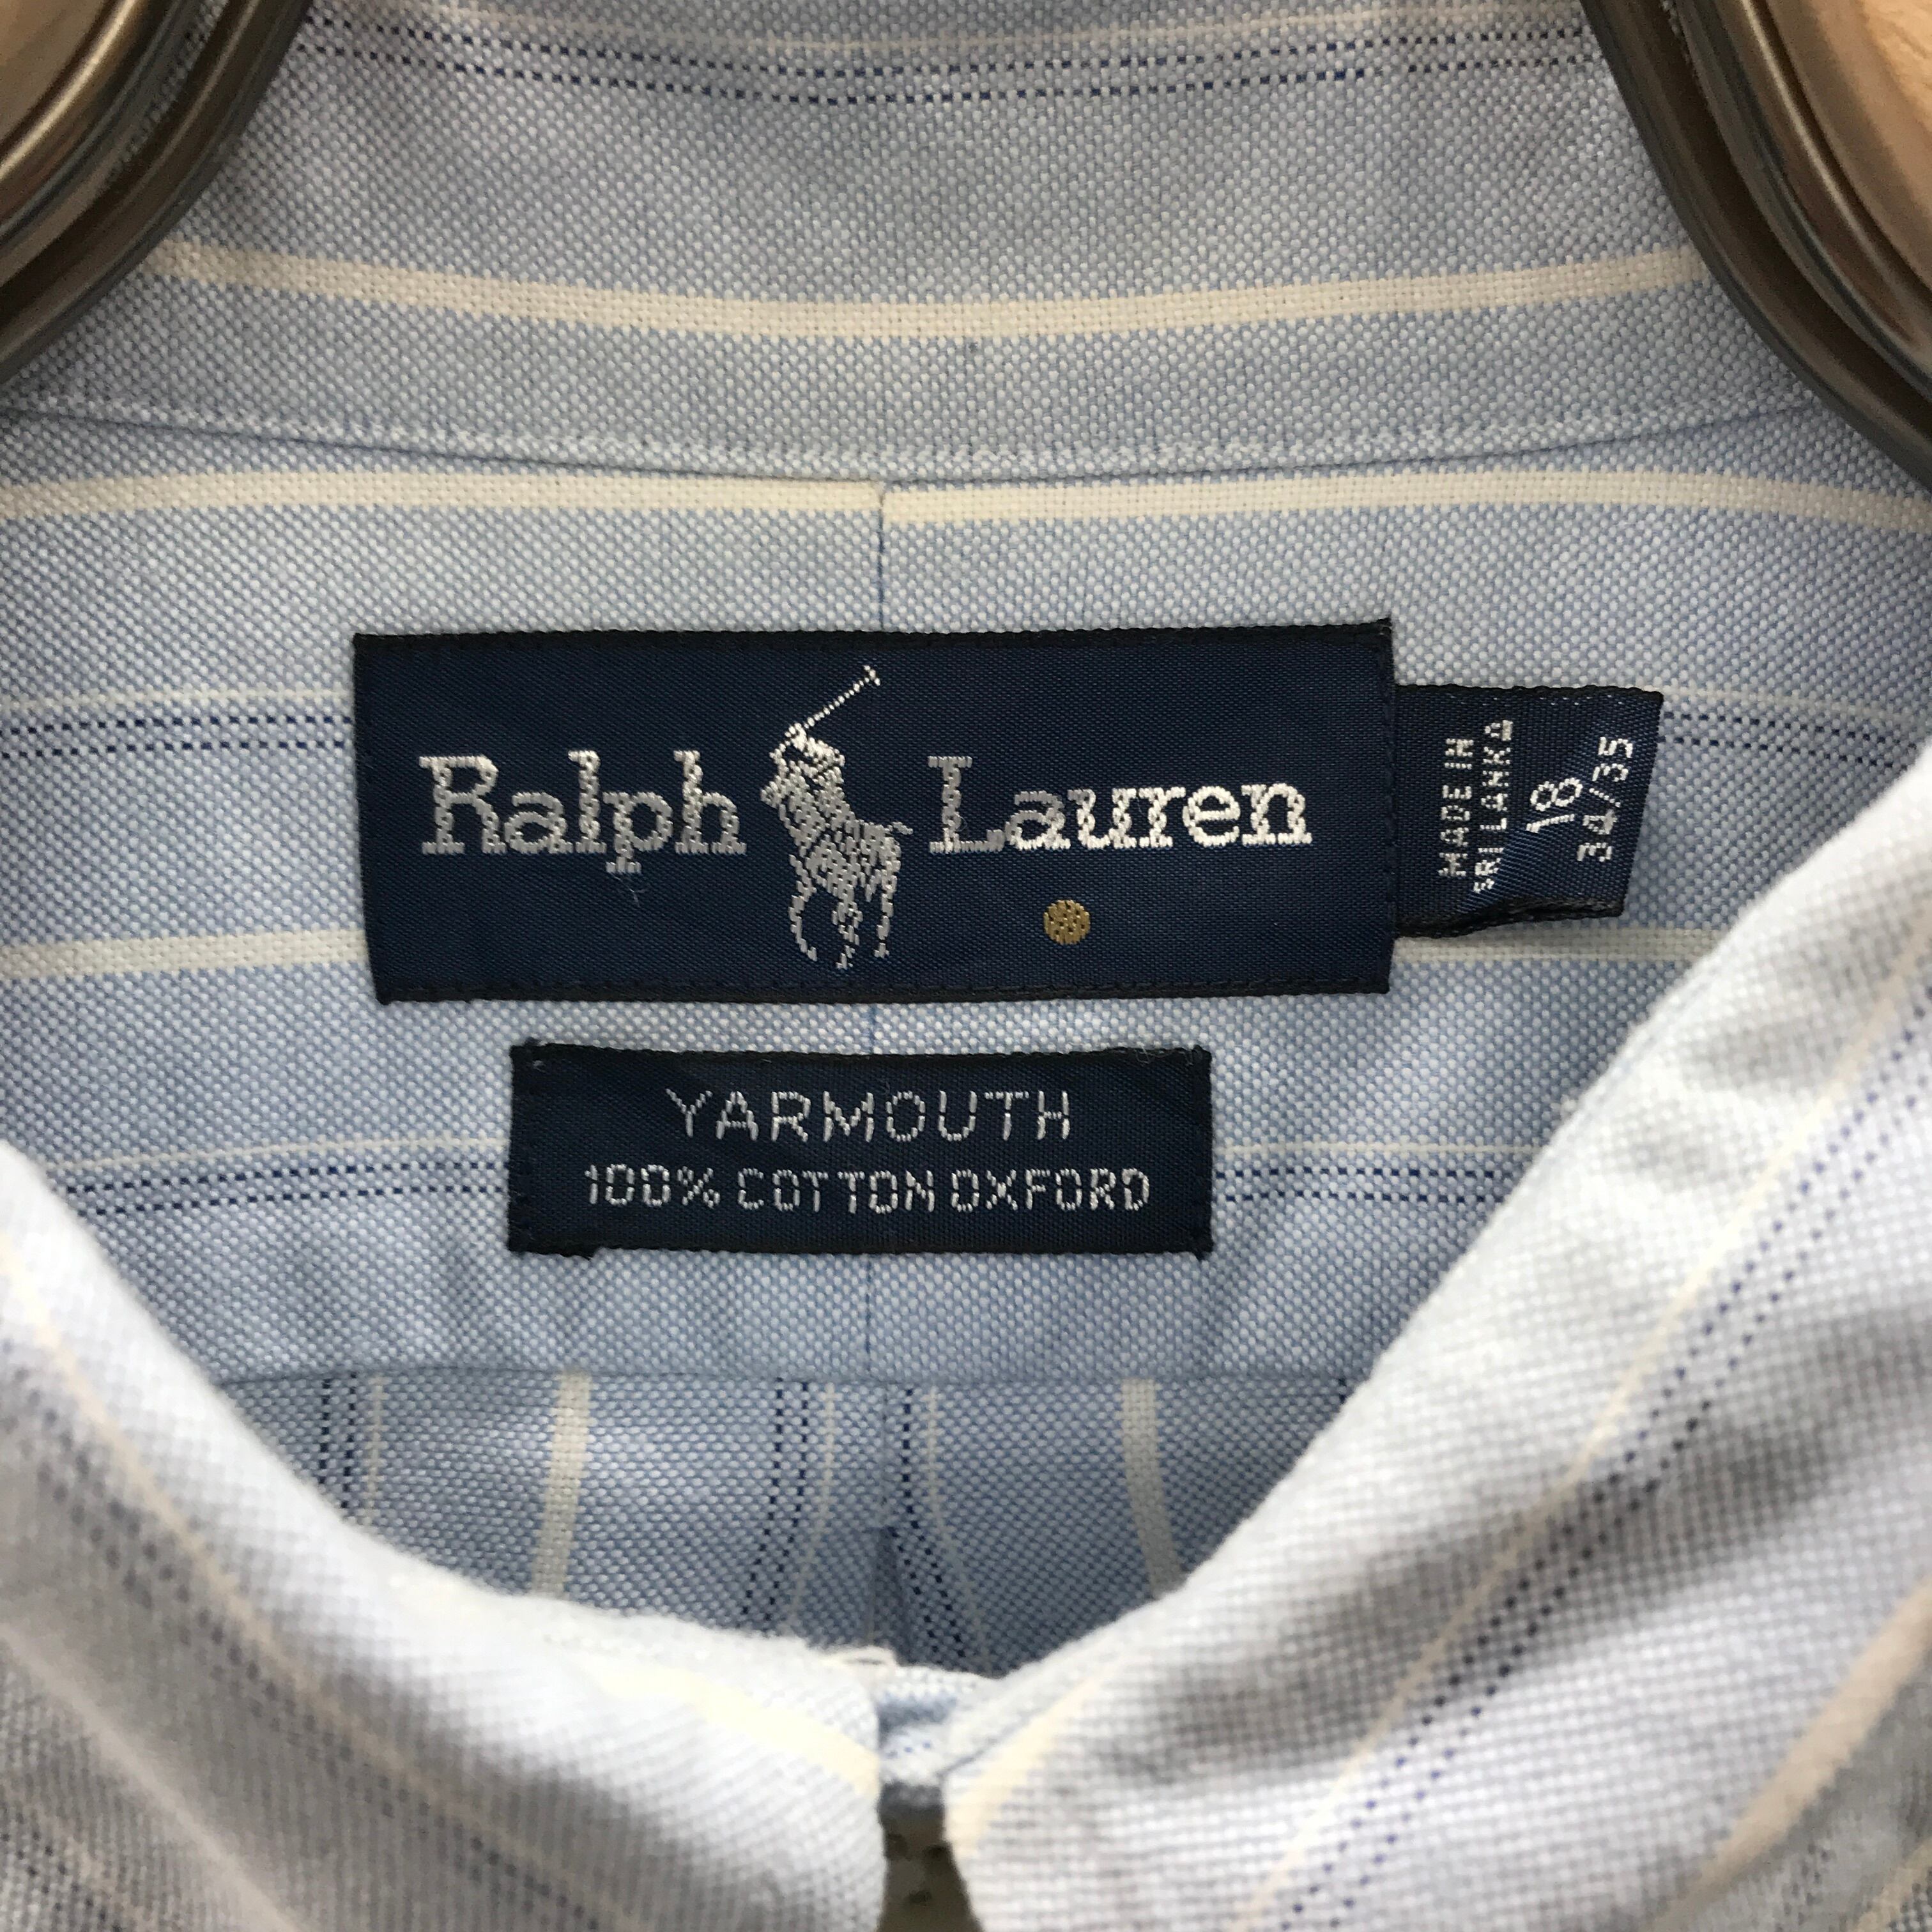 Ralph Lauren
MADE IN
SRI LANKA
18
34/35
YARMOUTH
100% COTTON OXFORD